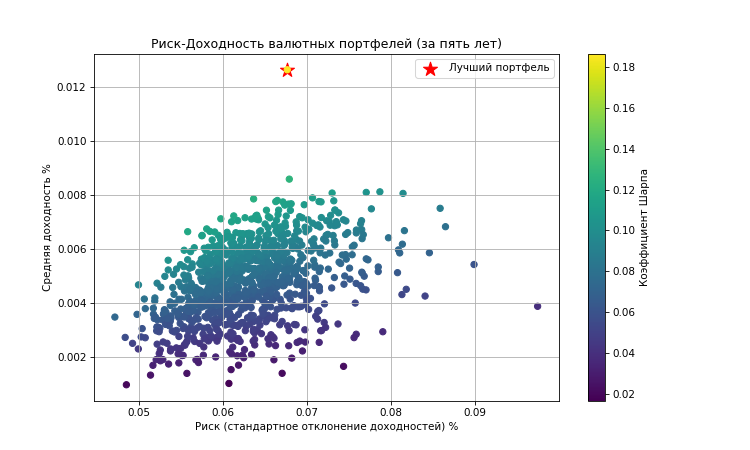 Риск-Доходность валютных портфелей (за пять лет)
Лучший портфель
Средняя доходность %
0.012
0.010
0.008
0.006
0.004
0.002
0.05 0.06 0.07 0.08 0.09
Риск (стандартное отклонение доходностей) %
0.18
0.16
0.14
0.12
0.10
0.08
0.06
0.04
0.02
Коэффициент Шарпа